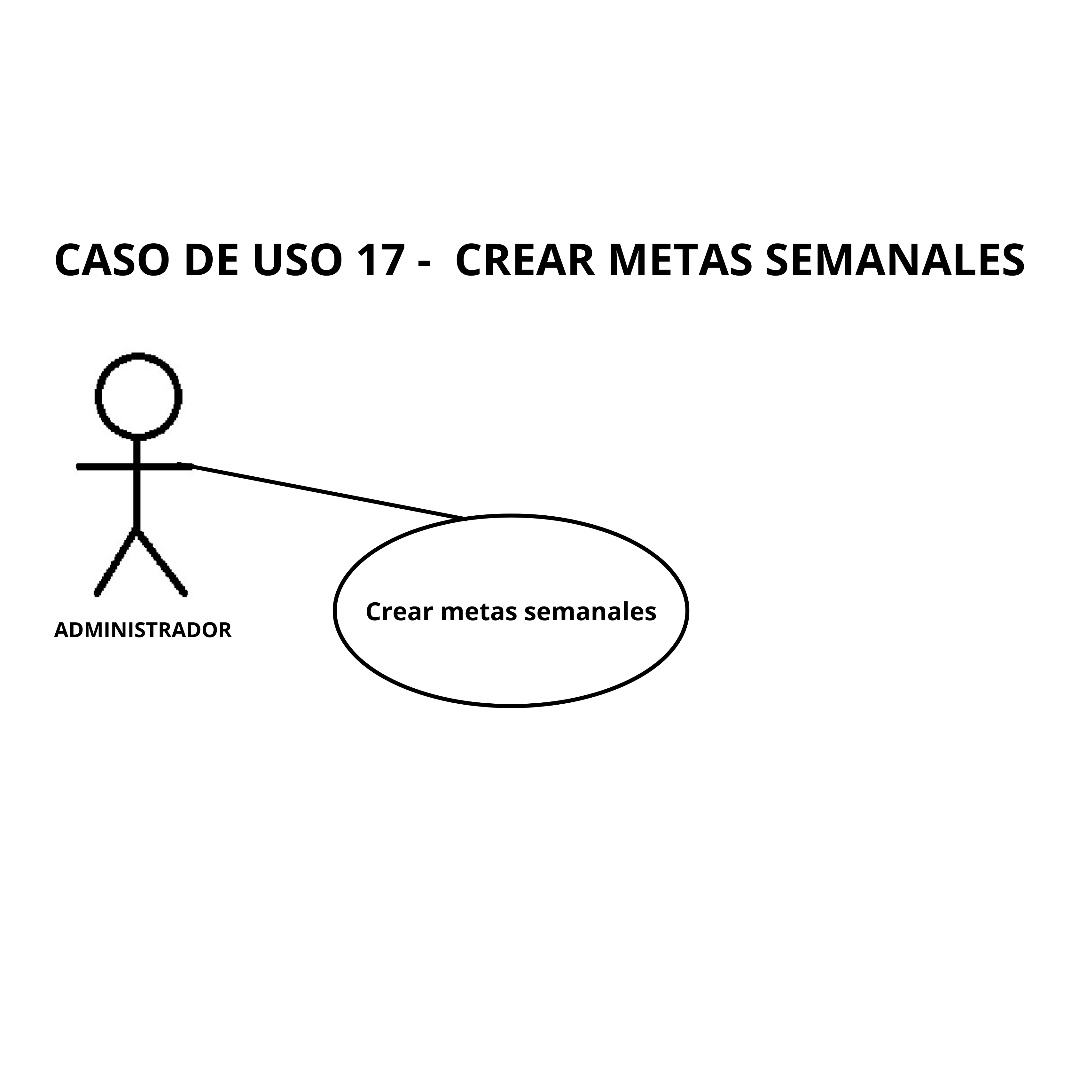 CASO DE USO 17 -  CREAR METAS SEMANALES
ADMINISTRADOR
Crear metas semanales